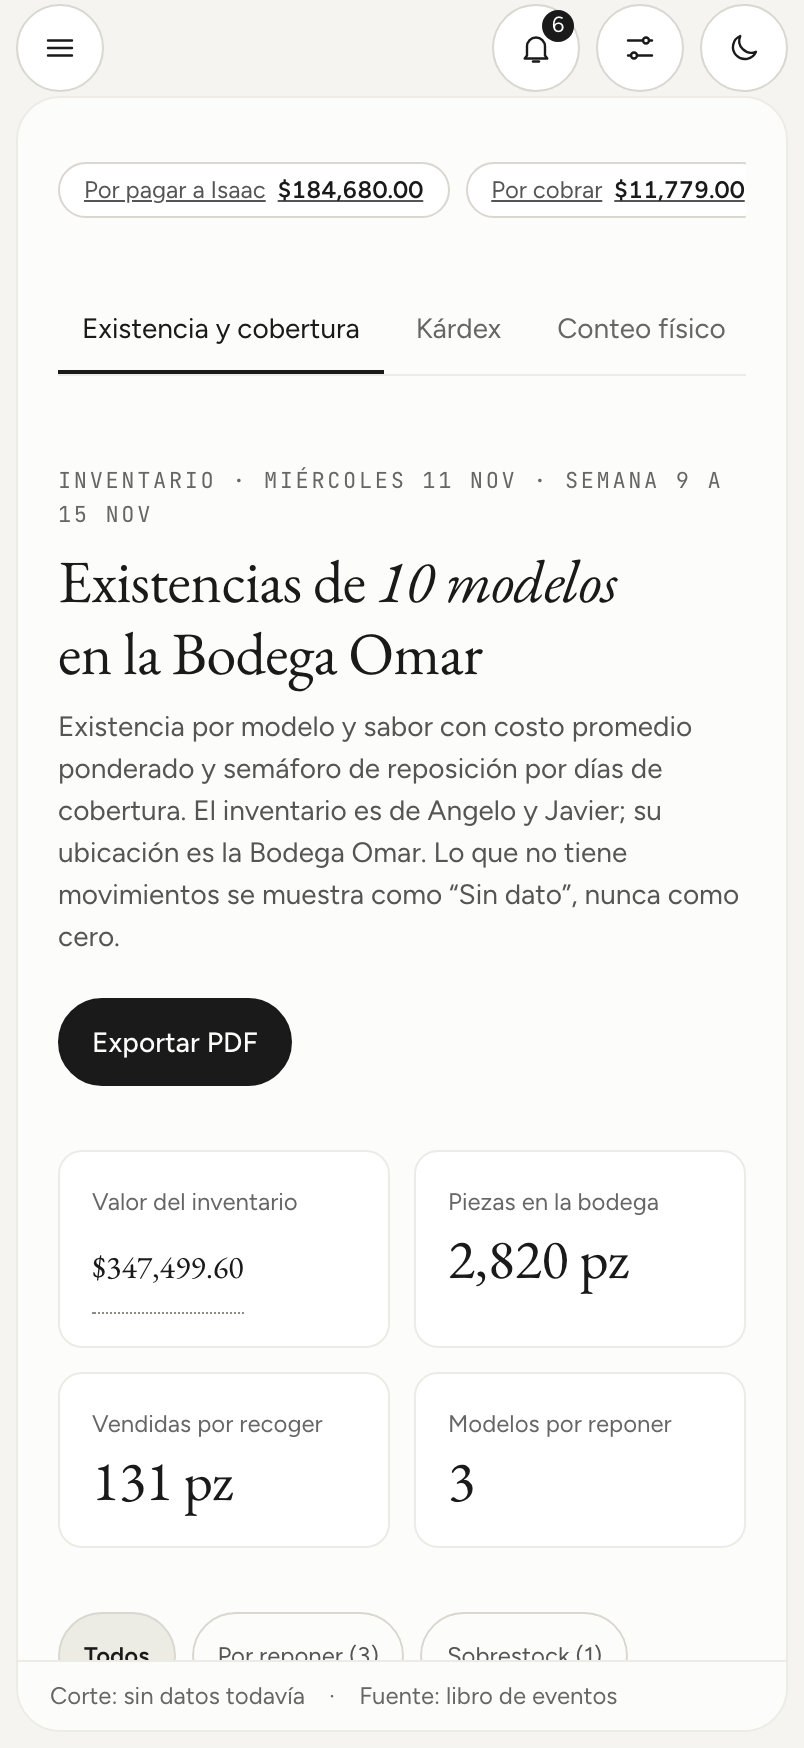 6
Por pagar a Isaac $184,680.00 Por cobrar $11,779.00
Existencia y cobertura Kárdex Conteo físico
INVENTARIO · MIÉRCOLES 11 NOV · SEMANA 9 A
15 NOV
Existencias de 10 modelos
en la Bodega Omar
Existencia por modelo y sabor con costo promedio
ponderado y semáforo de reposición por días de
cobertura. El inventario es de Angelo y Javier; su
ubicación es la Bodega Omar. Lo que no tiene
movimientos se muestra como “Sin dato”, nunca como
cero.
Exportar PDF
Valor del inventario
$347,499.60
Piezas en la bodega
2,820 pz
Vendidas por recoger
131 pz
Modelos por reponer
3
Todos Por reponer (3) Sobrestock (1)
Corte: sin datos todavía · Fuente: libro de eventos